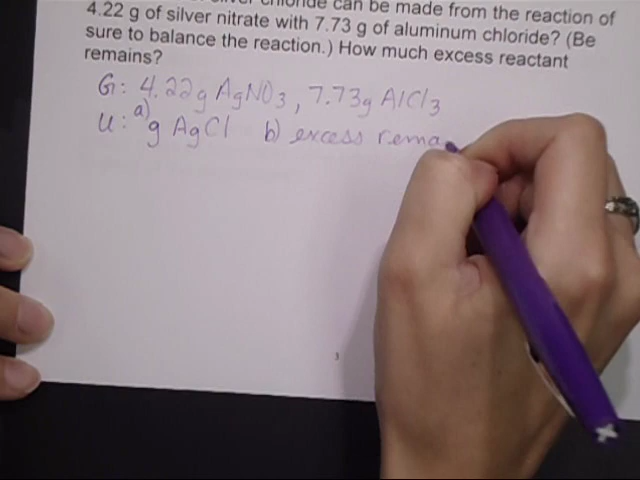 chloride can be made from the reaction of
4.22 g of silver nitrate with 7.73 g of aluminum chloride? (Be
sure to balance the reaction.) How much excess reactant
remains?
G: 4.22g AgNO3, 7.73g AlCl3
U: a) g AgCl b) excess rema
3